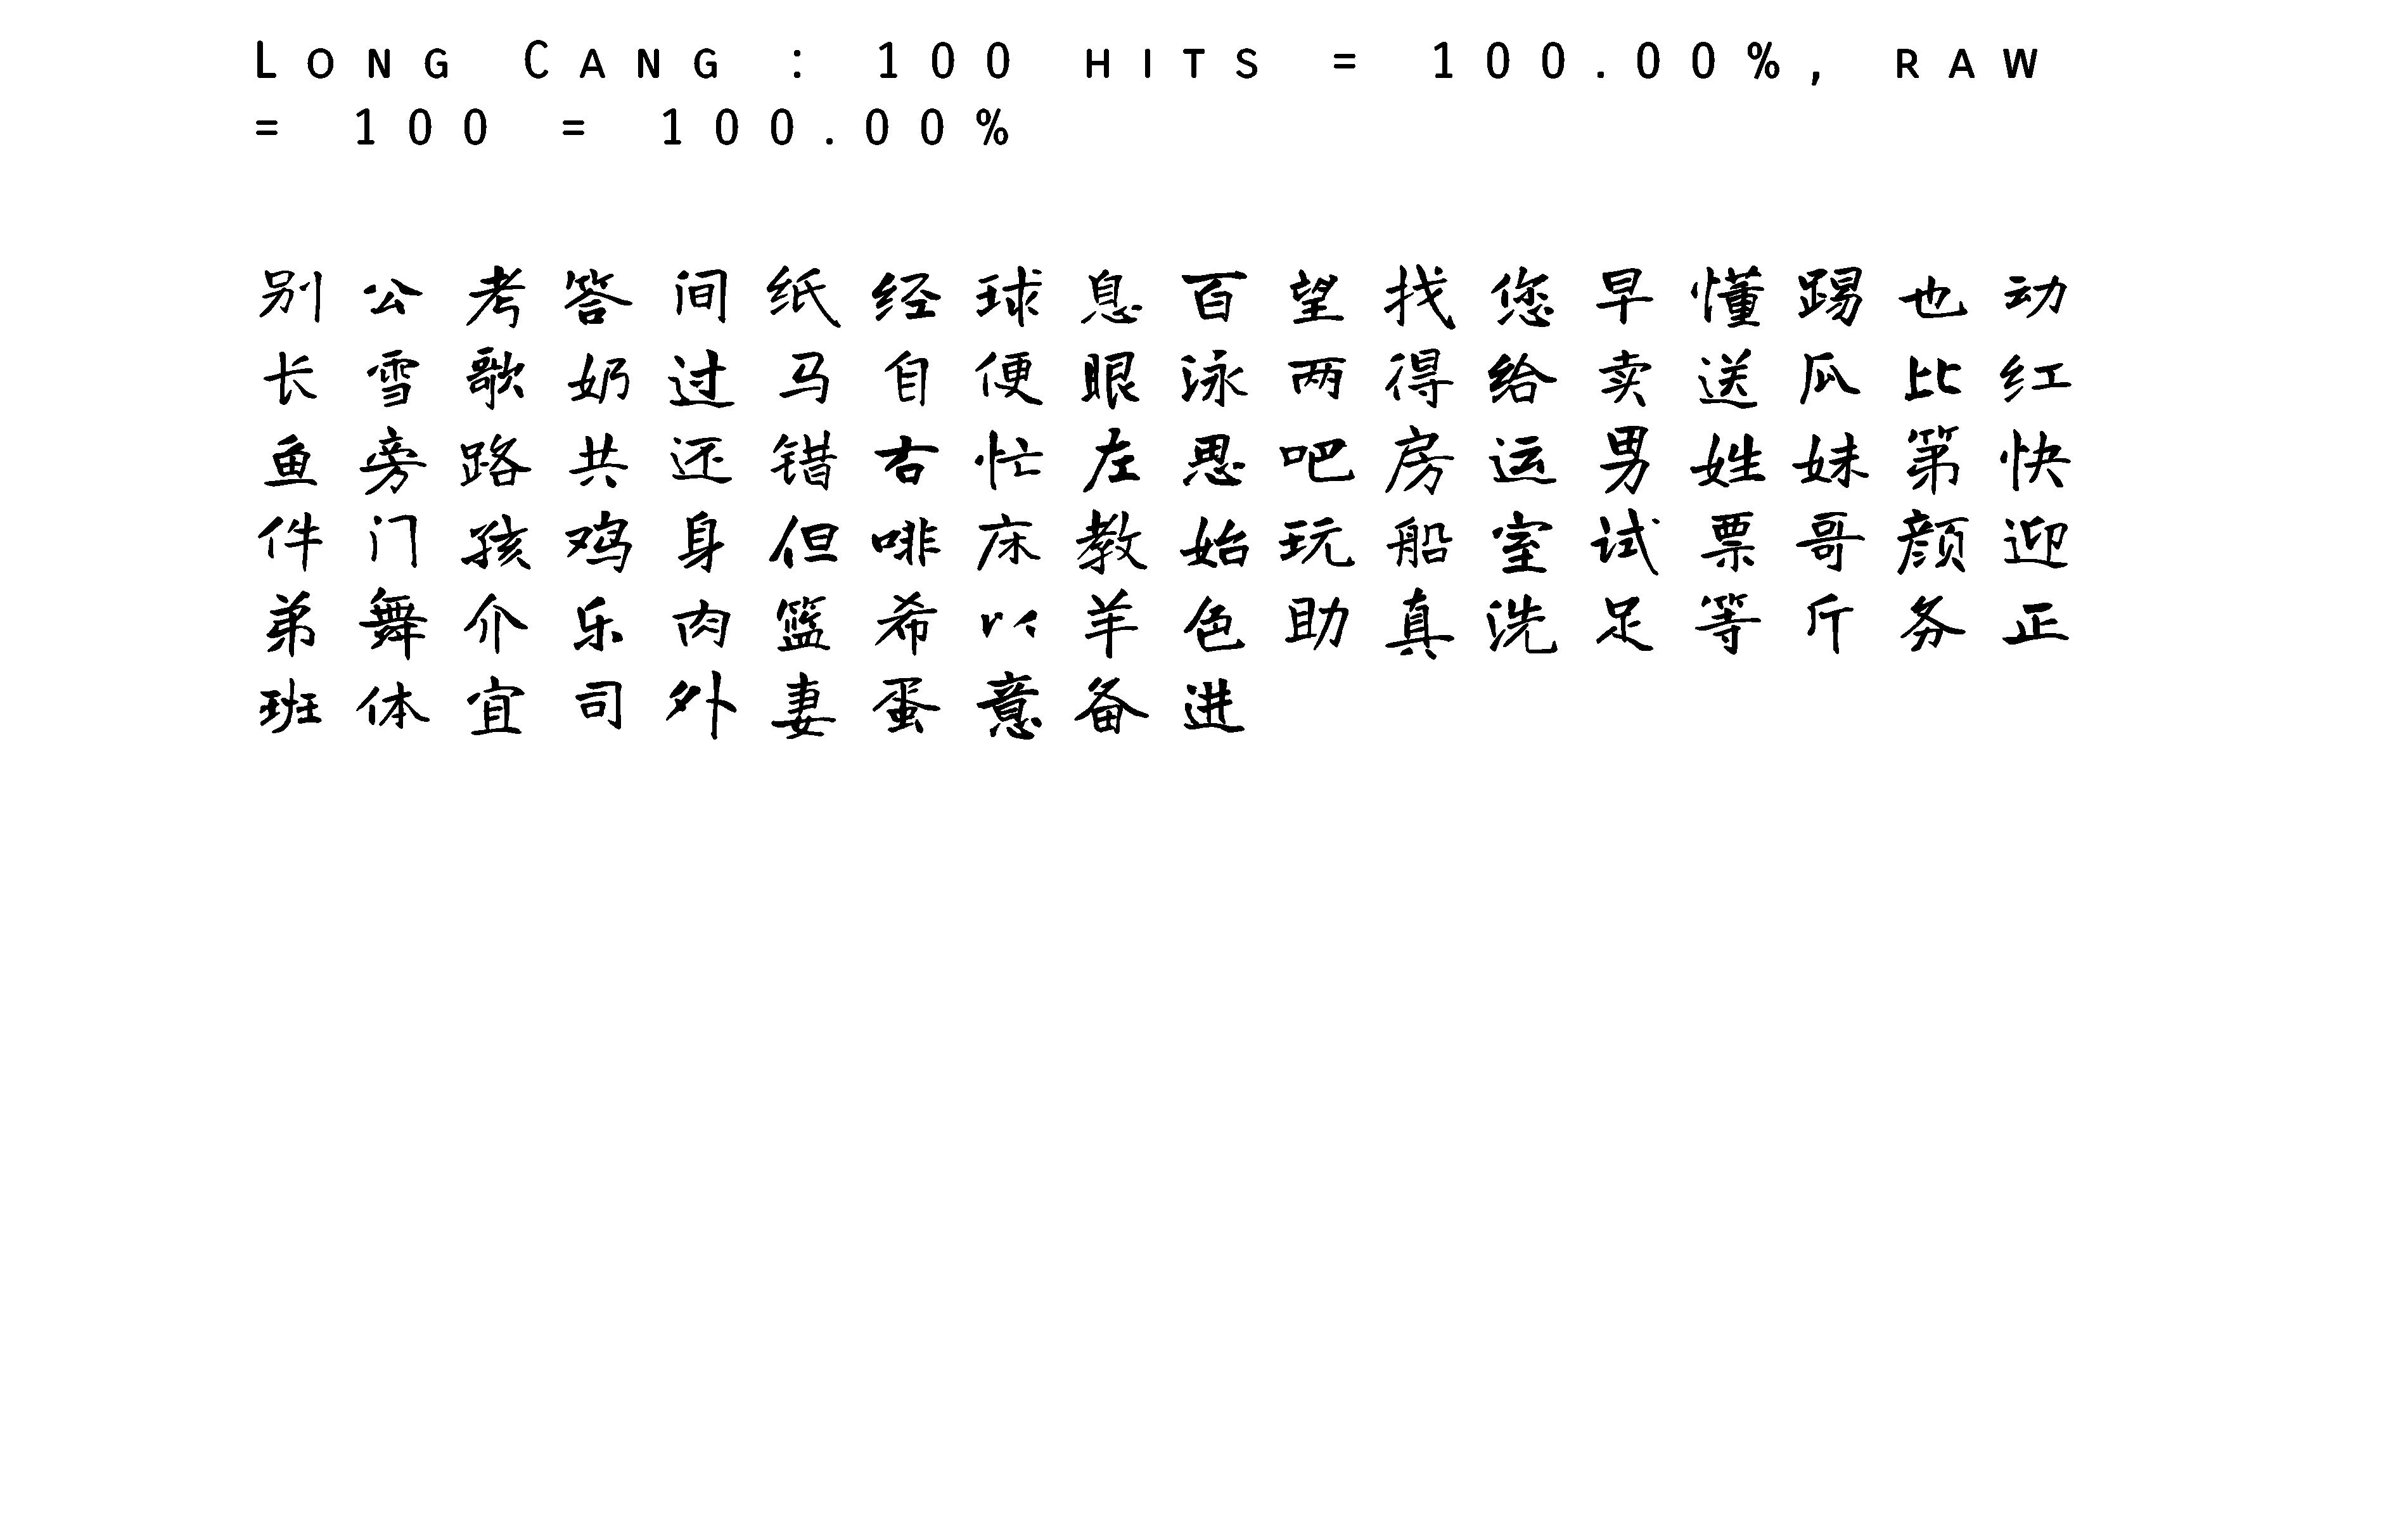 Long Cang : 100 hits = 100.00%, raw
= 100 = 100.00%
别公考答间纸经球息百望找您早懂踢也动
长雪歌奶过马自便眼泳两得给卖送瓜比红
鱼旁路共还错右忙左思吧房运男姓妹第快
件门孩鸡身但啡床教始玩船室试票哥颜迎
弟舞介乐肉篮希以羊色助真洗足等斤务正
班体宜司外妻蛋意备进